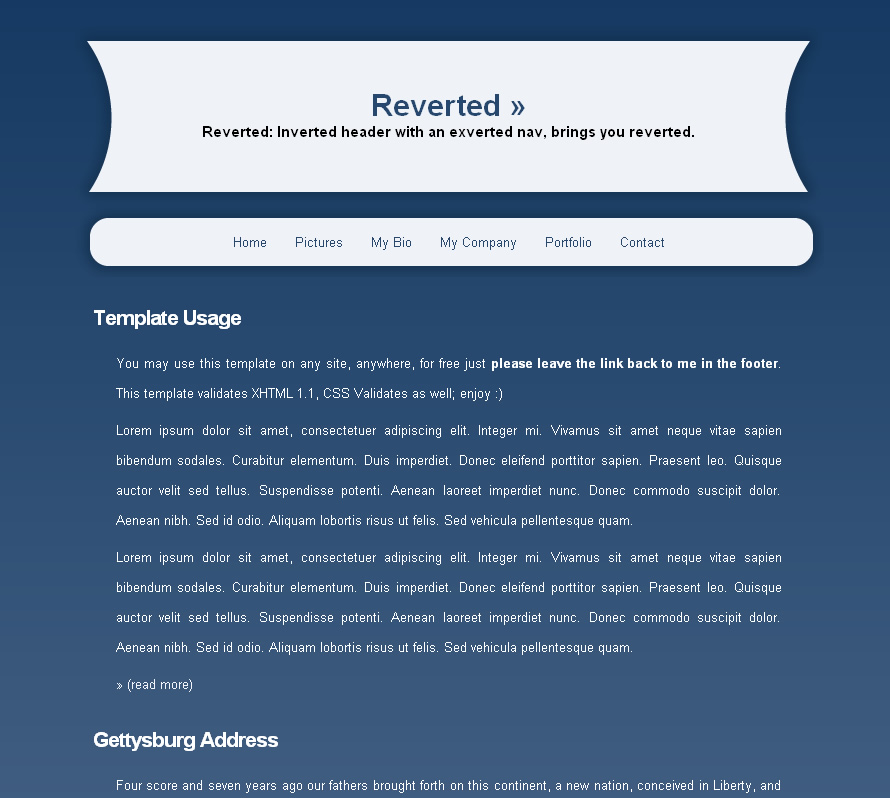 Reverted »
Reverted: Inverted header with an exverted nav, brings you reverted.
Home Pictures My Bio My Company Portfolio Contact
Template Usage
You may use this template on any site, anywhere, for free just please leave the link back to me in the footer.
This template validates XHTML 1.1, CSS Validates as well; enjoy :)
Lorem ipsum dolor sit amet, consectetuer adipiscing elit. Integer mi. Vivamus sit amet neque vitae sapien
bibendum sodales. Curabitur elementum. Duis imperdiet. Donec eleifend porttitor sapien. Praesent leo. Quisque
auctor velit sed tellus. Suspendisse potenti. Aenean laoreet imperdiet nunc. Donec commodo suscipit dolor.
Aenean nibh. Sed id odio. Aliquam lobortis risus ut felis. Sed vehicula pellentesque quam.
Lorem ipsum dolor sit amet, consectetuer adipiscing elit. Integer mi. Vivamus sit amet neque vitae sapien
bibendum sodales. Curabitur elementum. Duis imperdiet. Donec eleifend porttitor sapien. Praesent leo. Quisque
auctor velit sed tellus. Suspendisse potenti. Aenean laoreet imperdiet nunc. Donec commodo suscipit dolor.
Aenean nibh. Sed id odio. Aliquam lobortis risus ut felis. Sed vehicula pellentesque quam.
» (read more)
Gettysburg Address
Four score and seven years ago our fathers brought forth on this continent, a new nation, conceived in Liberty, and